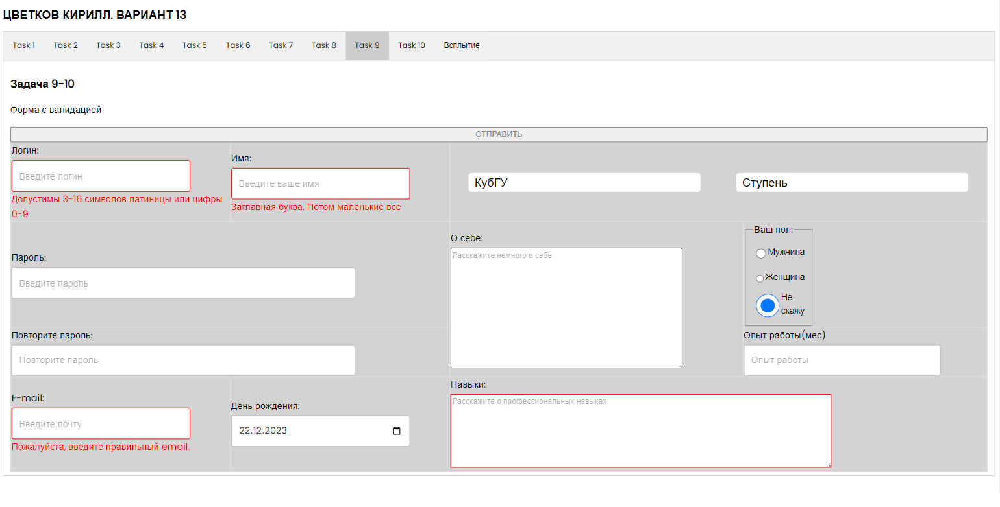 ЦВЕТКОВ КИРИЛЛ. ВАРИАНТ 13
Task 1 Task 2 Task 3 Task 4 Task 5 Task 6 Task 7 Task 8 Task 9 Task 10 Всплытие
Задача 9-10
Форма с валидацией
ОТПРАВИТЬ
Логин:
Введите логин
Допустимы 3-16 символов латиницы или цифры
0-9
Имя:
Введите ваше имя
Заглавная буква. Потом маленькие все
КубГУ
Ступень
Пароль:
Введите пароль
О себе:
Расскажите немного о себе
Ваш пол:
Мужчина
Женщина
Не
скажу
Повторите пароль:
Повторите пароль
Опыт работы(мес)
Опыт работы
E-mail:
Введите почту
Пожалуйста, введите правильный email.
День рождения:
22.12.2023
Навыки:
Расскажите о профессиональных навыках